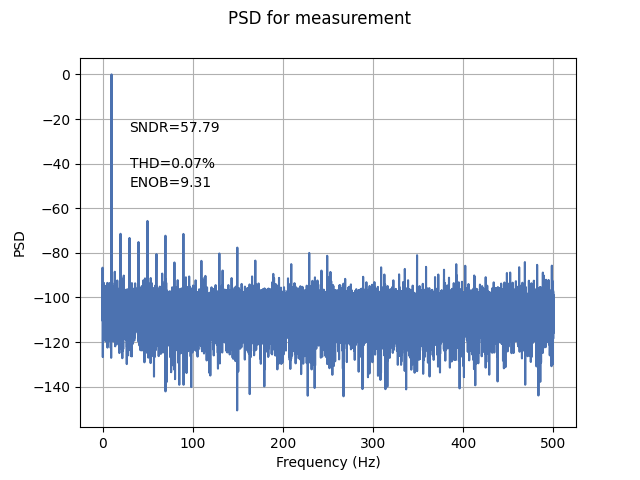 PSD for measurement
0
−20
−40
−60
−80
−100
−120
−140
PSD
SNDR=57.79
THD=0.07%
ENOB=9.31
0 100 200 300 400 500
Frequency (Hz)